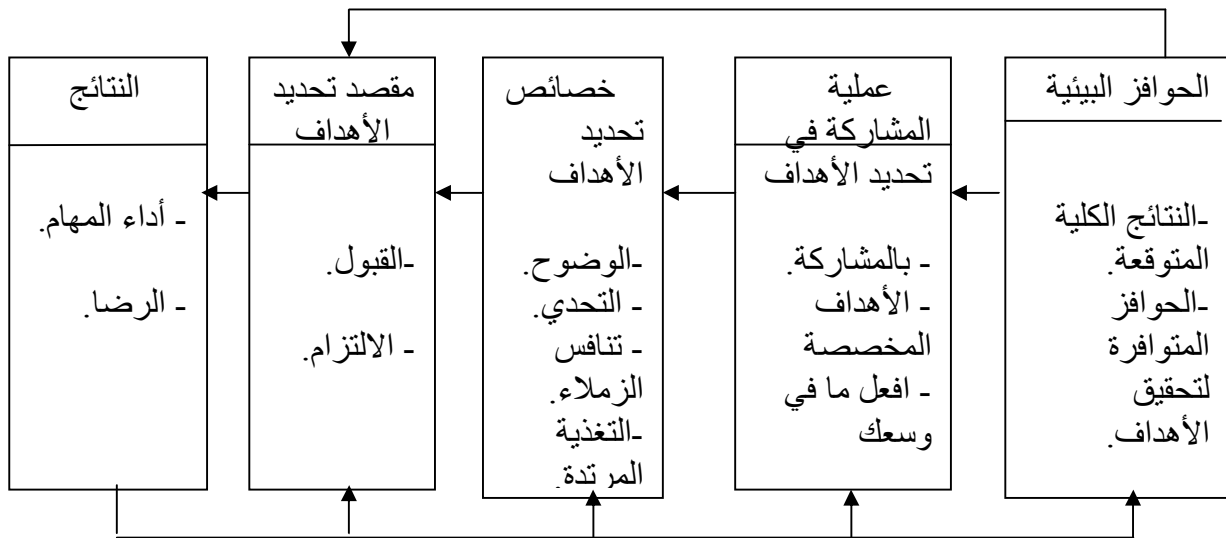 الحوافز البيئية
-النتائج الكلية
المتوقعة.
-الحوافز
المتوافرة
لتحقيق
الأهداف.
عملية
المشاركة في
تحديد الأهداف
- بالمشاركة.
- الأهداف
المخصصة
- افعل ما في
وسعك
خصائص
تحديد
الأهداف
-الوضوح.
- التحدي.
- تنافس
الزملاء.
-التغذية
المرتدة.
مقصد تحديد
الأهداف
-القبول.
- الالتزام.
النتائج
- أداء المهام.
- الرضا.